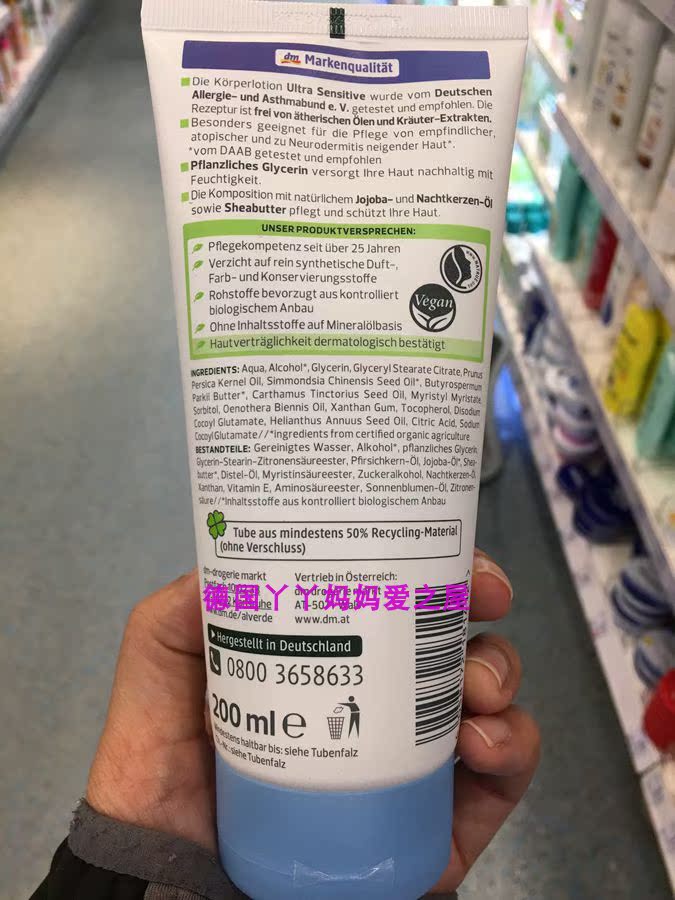 dm Markenqualität
Die Körperlotion Ultra Sensitive wurde vom Deutschen
Allergie- und Asthmabund e. V. getestet und empfohlen. Die
Rezeptur ist frei von ätherischen Ölen und Kräuter-Extrakten.
Besonders geeignet für die Pflege von empfindlicher,
atopischer und zu Neurodermitis neigender Haut*.
*vom DAAB getestet und empfohlen
Pflanzliches Glycerin versorgt Ihre Haut nachhaltig mit
Feuchtigkeit.
Die Komposition mit natürlichem Jojoba- und Nachtkerzen-Öl
sowie Sheabutter pflegt und schützt Ihre Haut.
UNSER PRODUKTVERSPRECHEN:
Pflegekompetenz seit über 25 Jahren
Verzicht auf rein synthetische Duft-,
Farb- und Konservierungsstoffe
Rohstoffe bevorzugt aus kontrolliert
biologischem Anbau
Ohne Inhaltsstoffe auf Mineralölbasis
Hautverträglichkeit dermatologisch bestätigt
Vegan
INGREDIENTS: Aqua, Alcohol*, Glycerin, Glyceryl Stearate Citrate, Prunus
Persica Kernel Oil, Simmondsia Chinensis Seed Oil*, Butyrospermum
Parkii Butter*, Carthamus Tinctorius Seed Oil, Myristyl Myristate,
Sorbitol, Oenothera Biennis Oil, Xanthan Gum, Tocopherol, Disodium
Cocoyl Glutamate, Helianthus Annuus Seed Oil, Citric Acid, Sodium
Cocoyl Glutamate//*ingredients from certified organic agriculture
BESTANDTEILE: Gereinigtes Wasser, Alkohol*, pflanzliches Glycerin,
Glycerin-Stearin-Zitronensäureester, Pfirsichkern-Öl, Jojoba-Öl*, Shea-
butter*, Distel-Öl, Myristinsäureester, Zuckeralkohol, Nachtkerzen-Öl,
Xanthan, Vitamin E, Aminosäureester, Sonnenblumen-Öl, Zitronen-
säure//*Inhaltsstoffe aus kontrolliert biologischem Anbau
Tube aus mindestens 50% Recycling-Material
(ohne Verschluss)
dm-drogerie markt
Vertrieb in Österreich:
德国丫丫妈妈爱之屋
www.dm.at
Hergestellt in Deutschland
0800 3658633
200 ml e
Mindestens haltbar bis: siehe Tubenfalz
Ch.-Nr.: siehe Tubenfalz